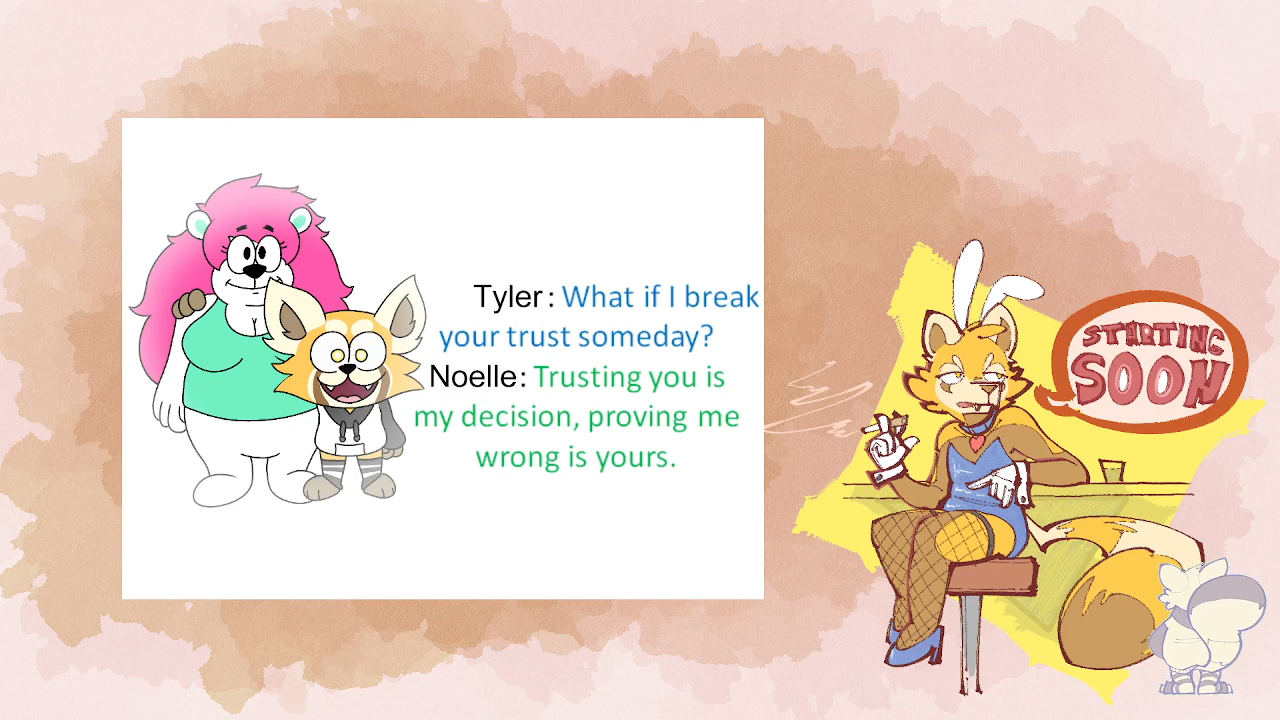 Tyler: What if I break
your trust someday?
Noelle: Trusting you is
my decision, proving me
wrong is yours.
STARTING
SOON